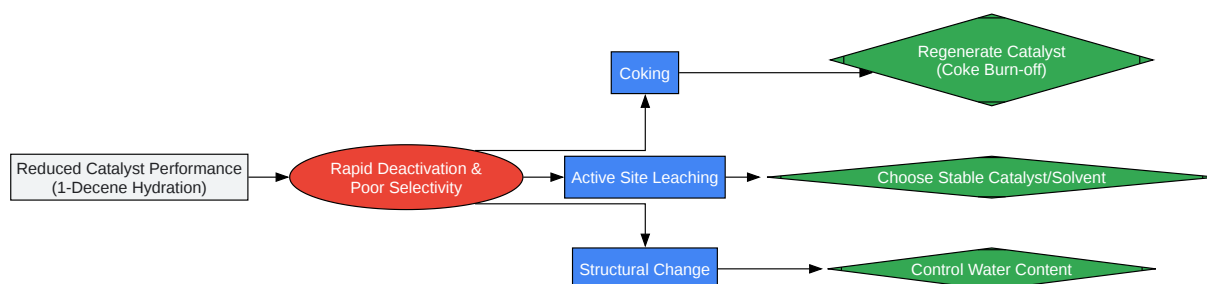 Reduced Catalyst Performance
(1-Decene Hydration)
Rapid Deactivation &
Poor Selectivity
Coking
Regenerate Catalyst
(Coke Burn-off)
Active Site Leaching
Choose Stable Catalyst/Solvent
Structural Change
Control Water Content